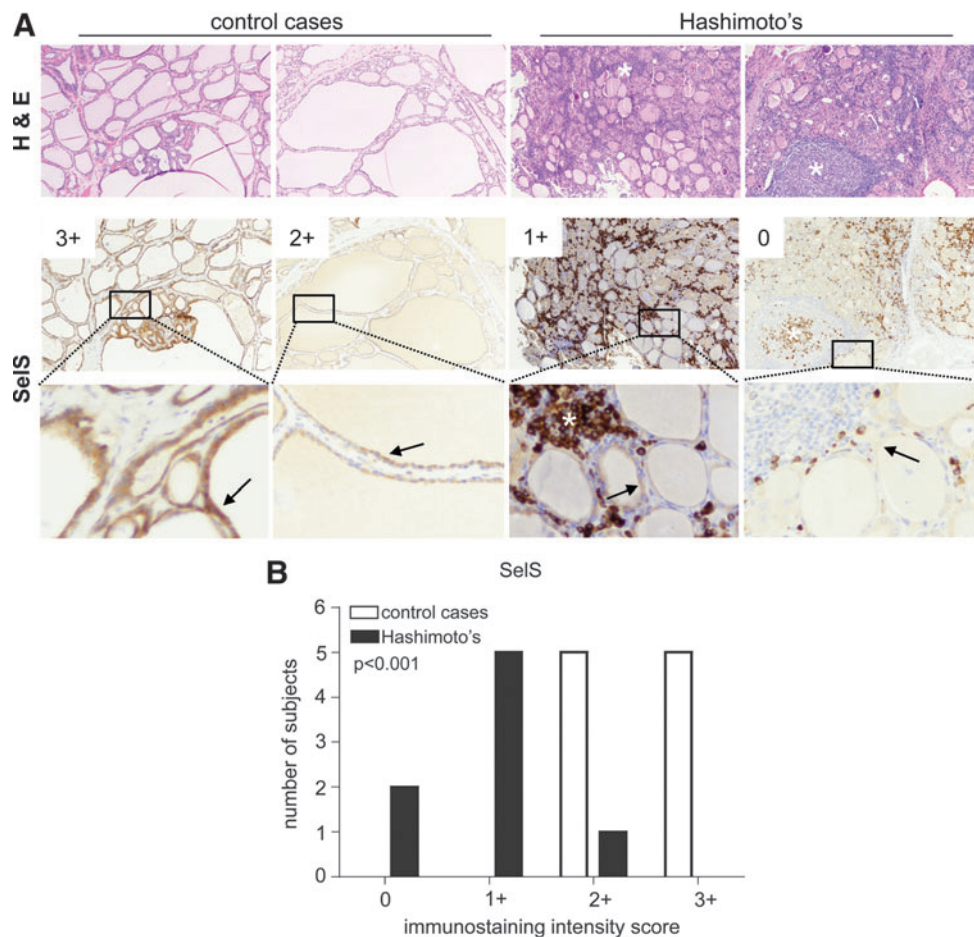 A
control cases
Hashimoto's
H & E
*
*
SelS
3+
2+
1+
0
*
*
B
SelS
control cases
Hashimoto's
p<0.001
number of subjects
6
5
4
3
2
1
0
0
1+
2+
3+
immunostaining intensity score